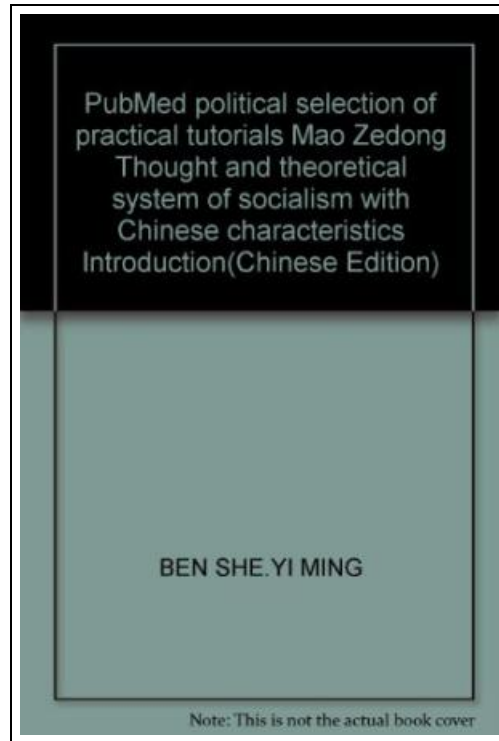 PubMed political selection of
practical tutorials Mao Zedong
Thought and theoretical
system of socialism with
Chinese characteristics
Introduction(Chinese Edition)
BEN SHE.YI MING
Note: This is not the actual book cover